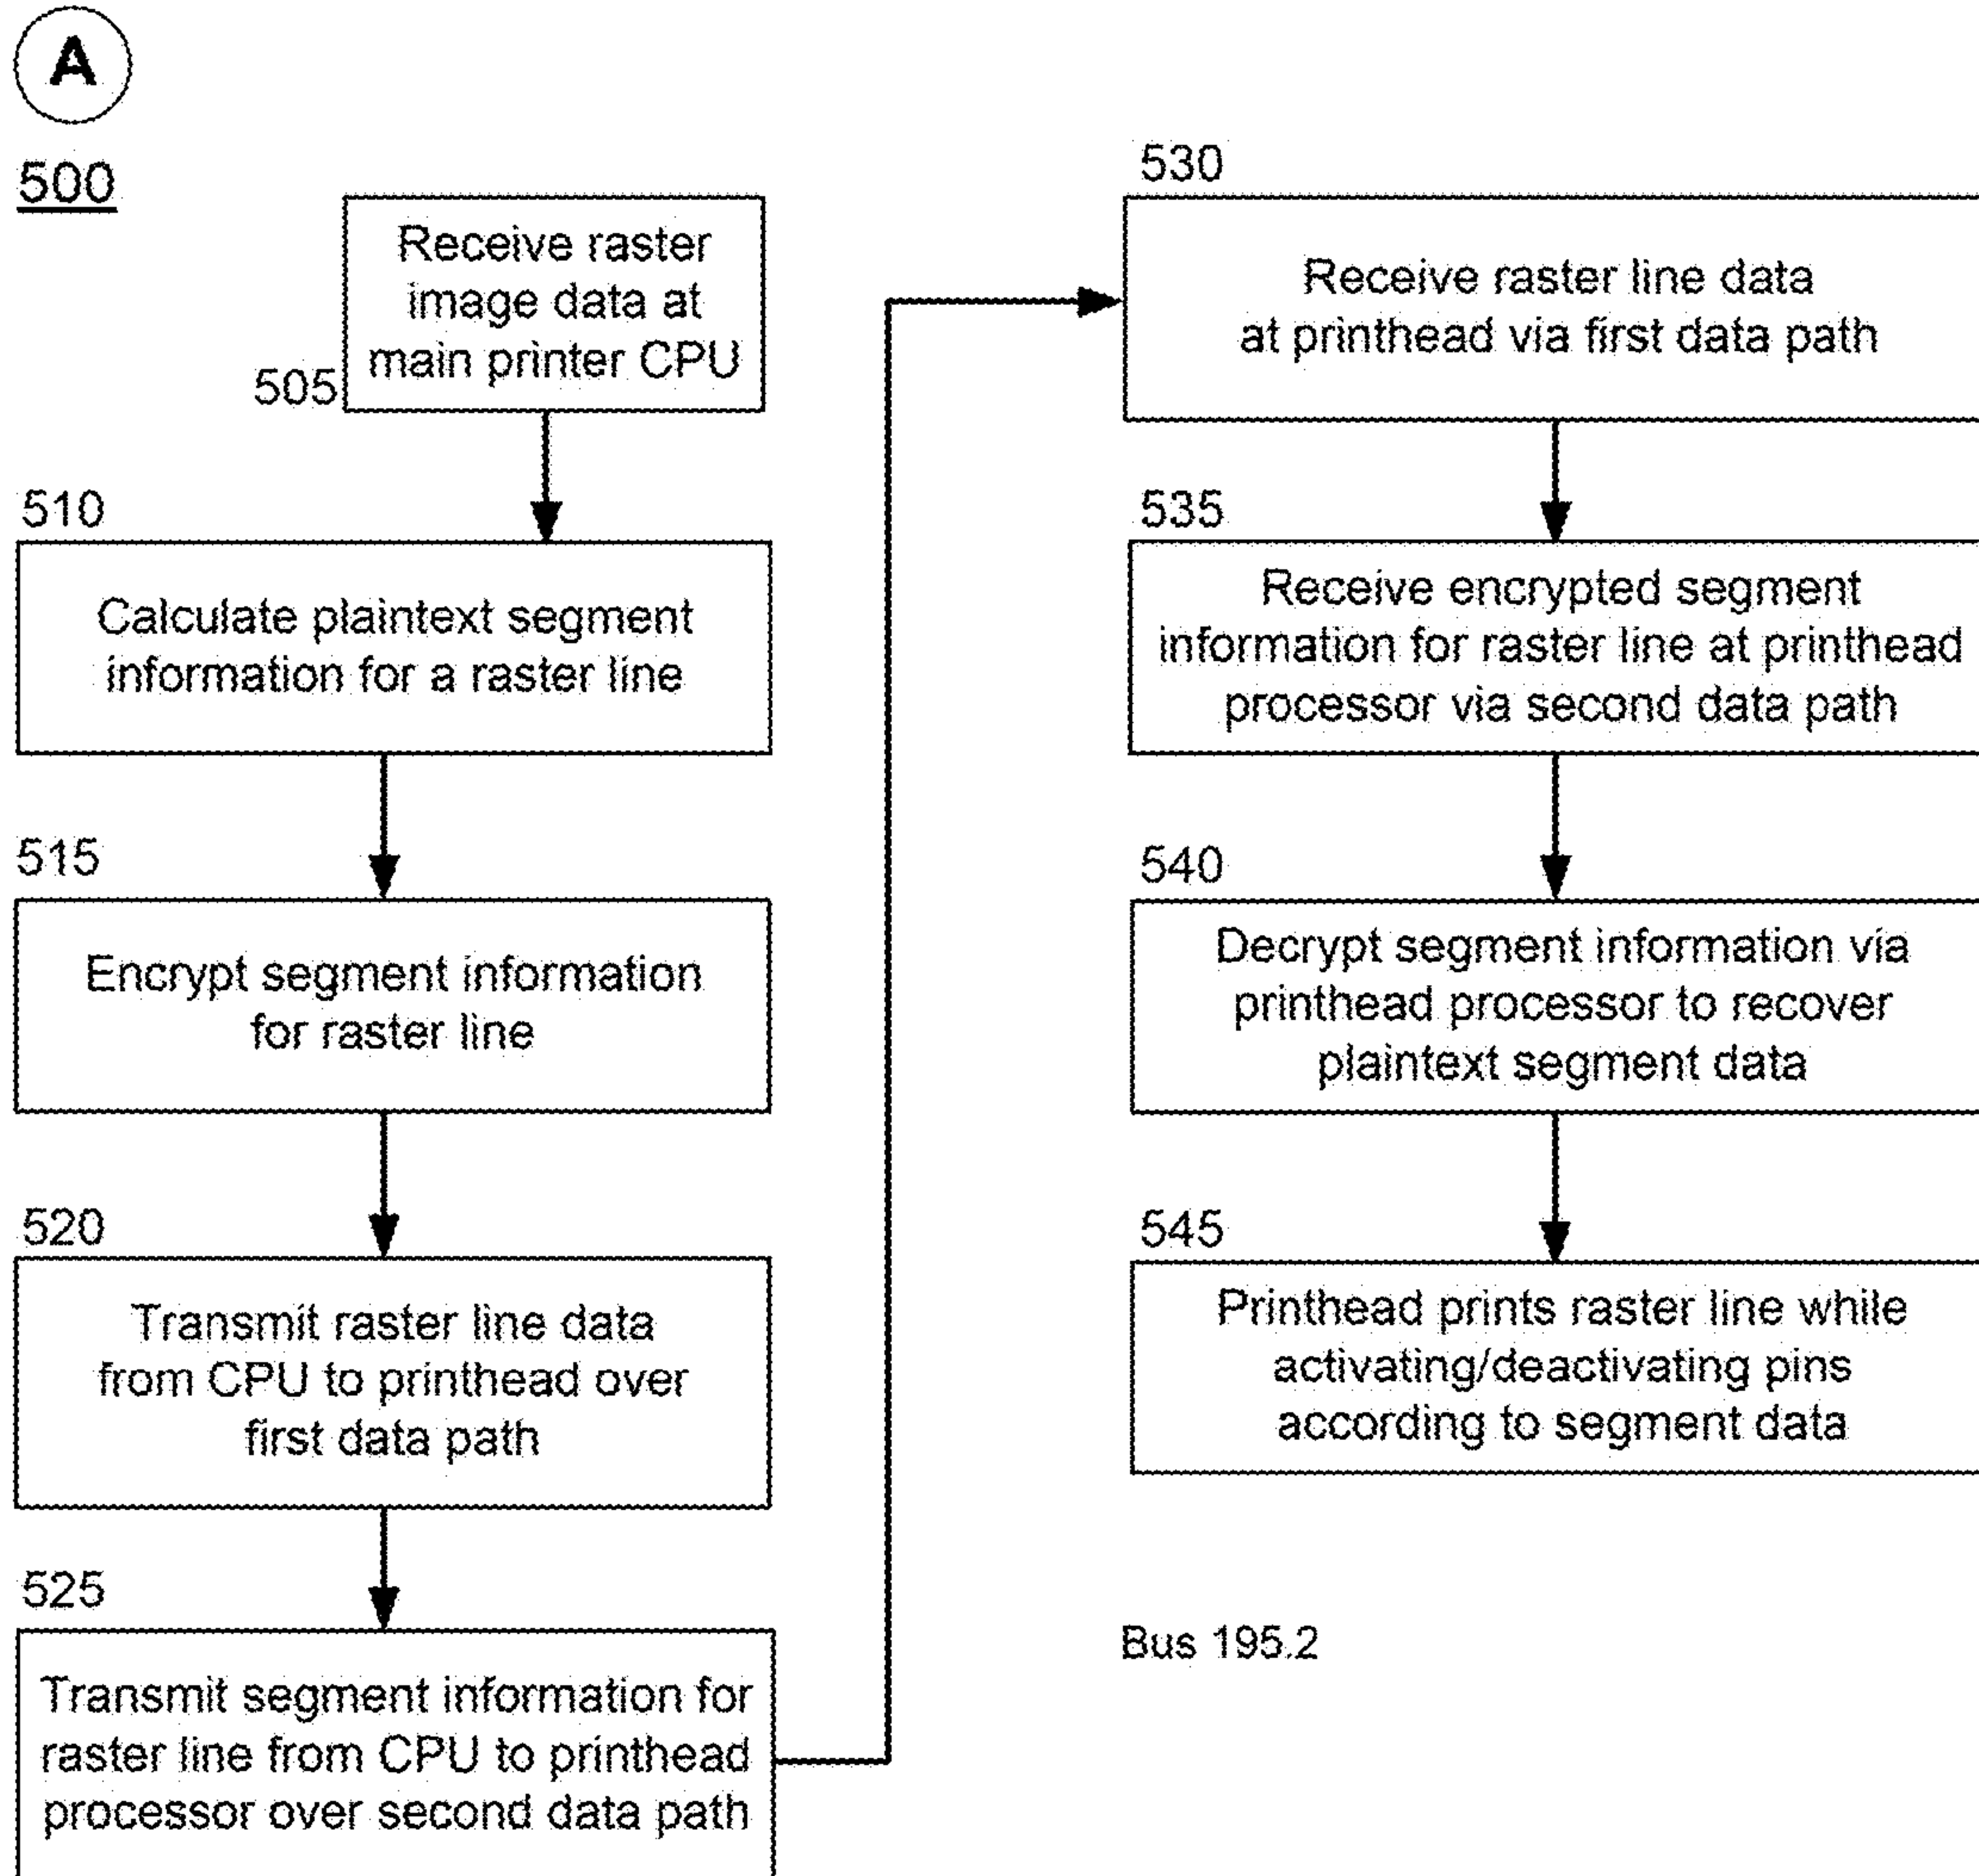 A
500
505
Receive raster
image data at
main printer CPU
510
Calculate plaintext segment
information for a raster line
515
Encrypt segment information
for raster line
520
Transmit raster line data
from CPU to printhead over
first data path
525
Transmit segment information for
raster line from CPU to printhead
processor over second data path
530
Receive raster line data
at printhead via first data path
535
Receive encrypted segment
information for raster line at printhead
processor via second data path
540
Decrypt segment information via
printhead processor to recover
plaintext segment data
545
Printhead prints raster line while
activating/deactivating pins
according to segment data
Bus 195.2